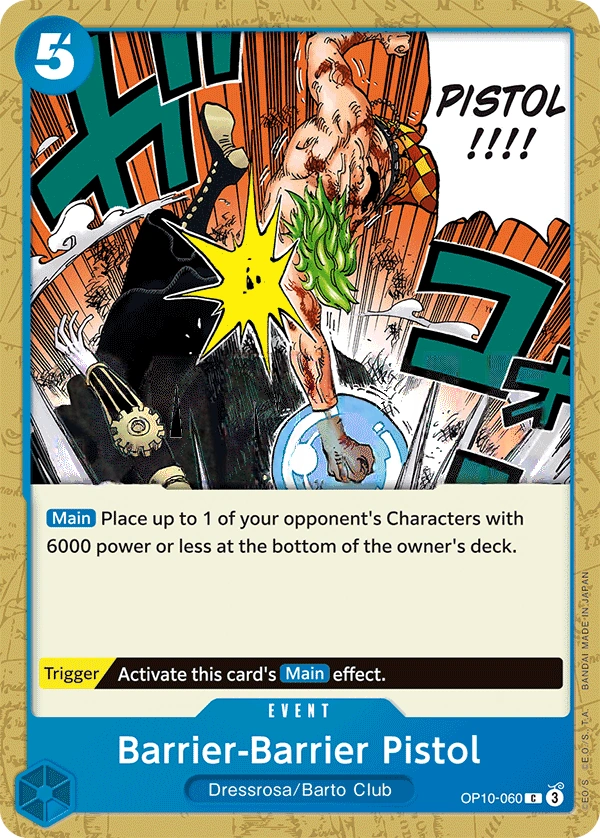 5
PISTOL
!!!!
Main Place up to 1 of your opponent's Characters with
6000 power or less at the bottom of the owner's deck.
Trigger Activate this card's Main effect.
EVENT
Barrier-Barrier Pistol
Dressrosa/Barto Club
OP10-060 C 3
©E.O./S. ©E.O./S., T.A. BANDAI MADE IN JAPAN